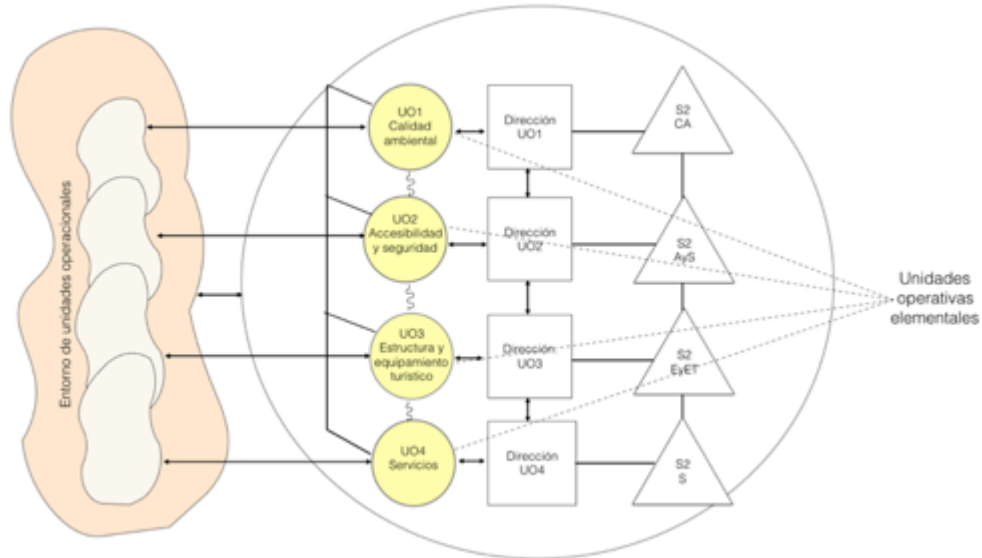 Entorno de unidades operacionales
UO1
Calidad
ambiental
Dirección
UO1
S2
CA
UO2
Accesibilidad
y seguridad
Dirección
UO2
S2
AyS
UO3
Estructura y
equipamiento
turístico
Dirección
UO3
S2
EyET
UO4
Servicios
Dirección
UO4
S2
S
Unidades
operativas
elementales